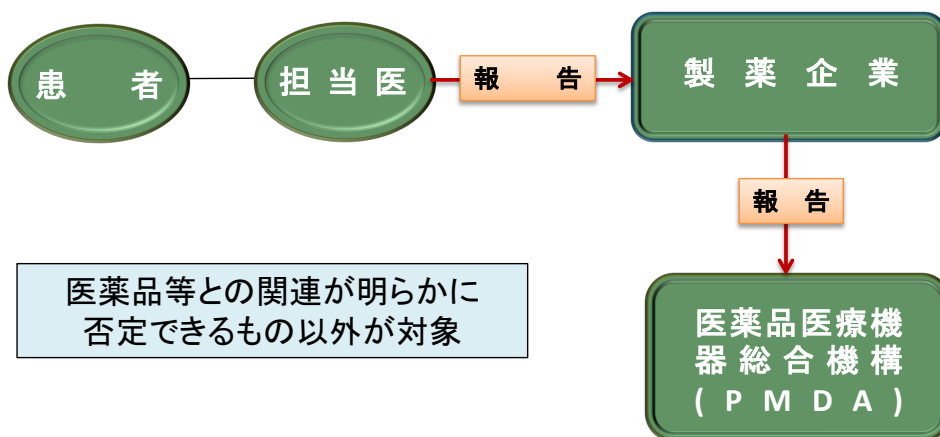 患者
担当医
報告
製薬企業
報告
医薬品等との関連が明らかに
否定できるもの以外が対象
医薬品医療機
器総合機構
(PMDA)